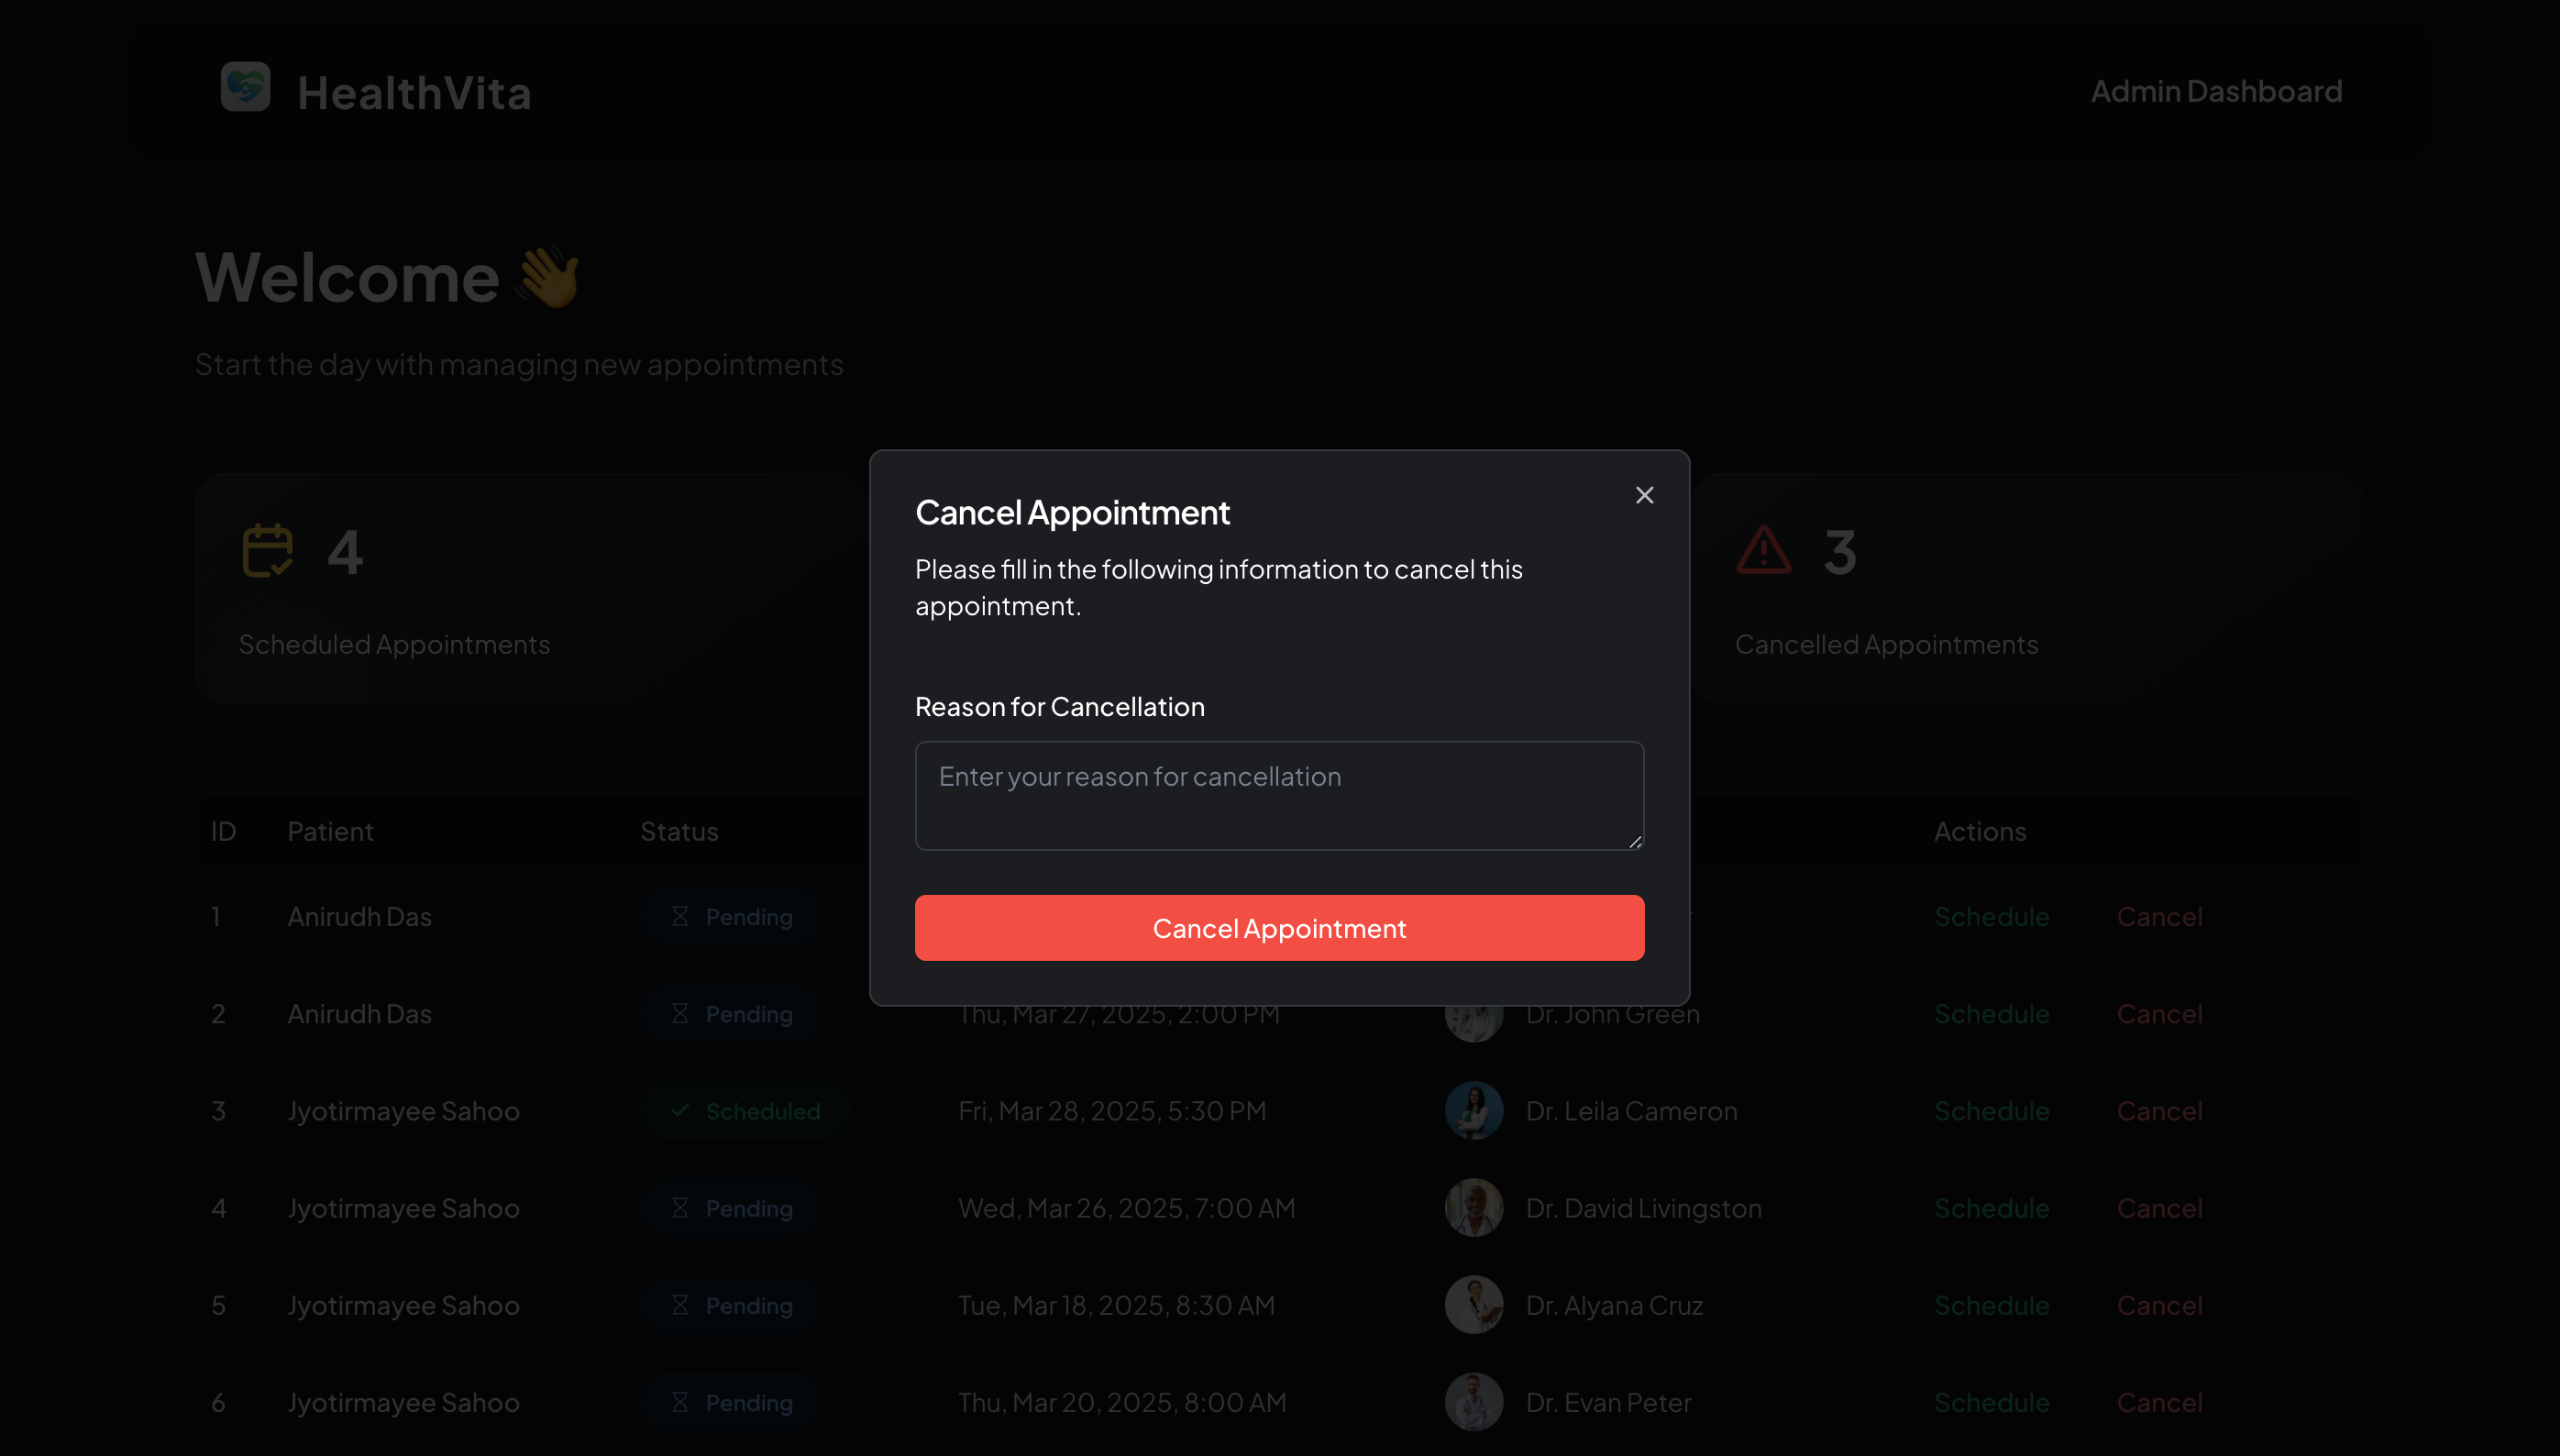 HealthVita
Admin Dashboard
Welcome 👋
Start the day with managing new appointments
4
Scheduled Appointments
3
Cancelled Appointments
Cancel Appointment
Please fill in the following information to cancel this
appointment.
Reason for Cancellation
Enter your reason for cancellation
Cancel Appointment
ID Patient Status Actions
1 Anirudh Das Pending Schedule Cancel
2 Anirudh Das Pending Thu, Mar 27, 2025, 2:00 PM Dr. John Green Schedule Cancel
3 Jyotirmayee Sahoo Scheduled Fri, Mar 28, 2025, 5:30 PM Dr. Leila Cameron Schedule Cancel
4 Jyotirmayee Sahoo Pending Wed, Mar 26, 2025, 7:00 AM Dr. David Livingston Schedule Cancel
5 Jyotirmayee Sahoo Pending Tue, Mar 18, 2025, 8:30 AM Dr. Alyana Cruz Schedule Cancel
6 Jyotirmayee Sahoo Pending Thu, Mar 20, 2025, 8:00 AM Dr. Evan Peter Schedule Cancel